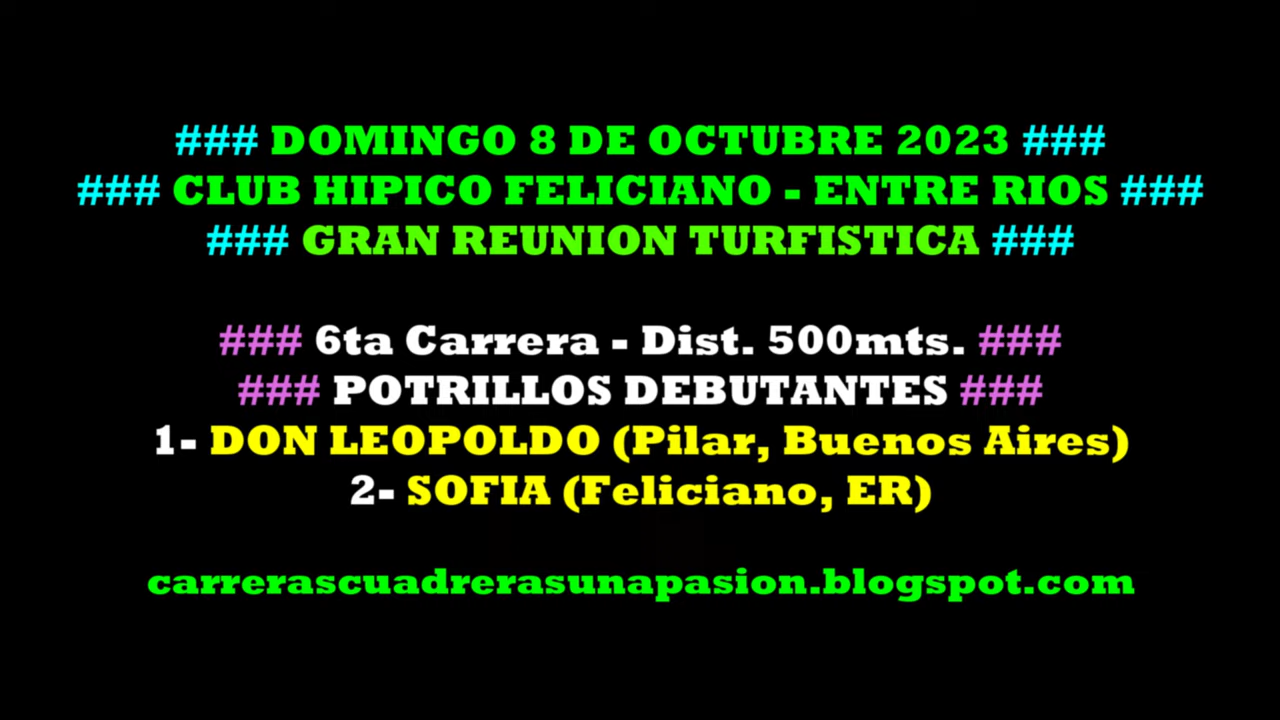 ### DOMINGO 8 DE OCTUBRE 2023 ###
### CLUB HIPICO FELICIANO - ENTRE RIOS ###
### GRAN REUNION TURFISTICA ###
### 6ta Carrera - Dist. 500mts. ###
### POTRILLOS DEBUTANTES ###
1- DON LEOPOLDO (Pilar, Buenos Aires)
2- SOFIA (Feliciano, ER)
carrerascuadrerasunapasion.blogspot.com